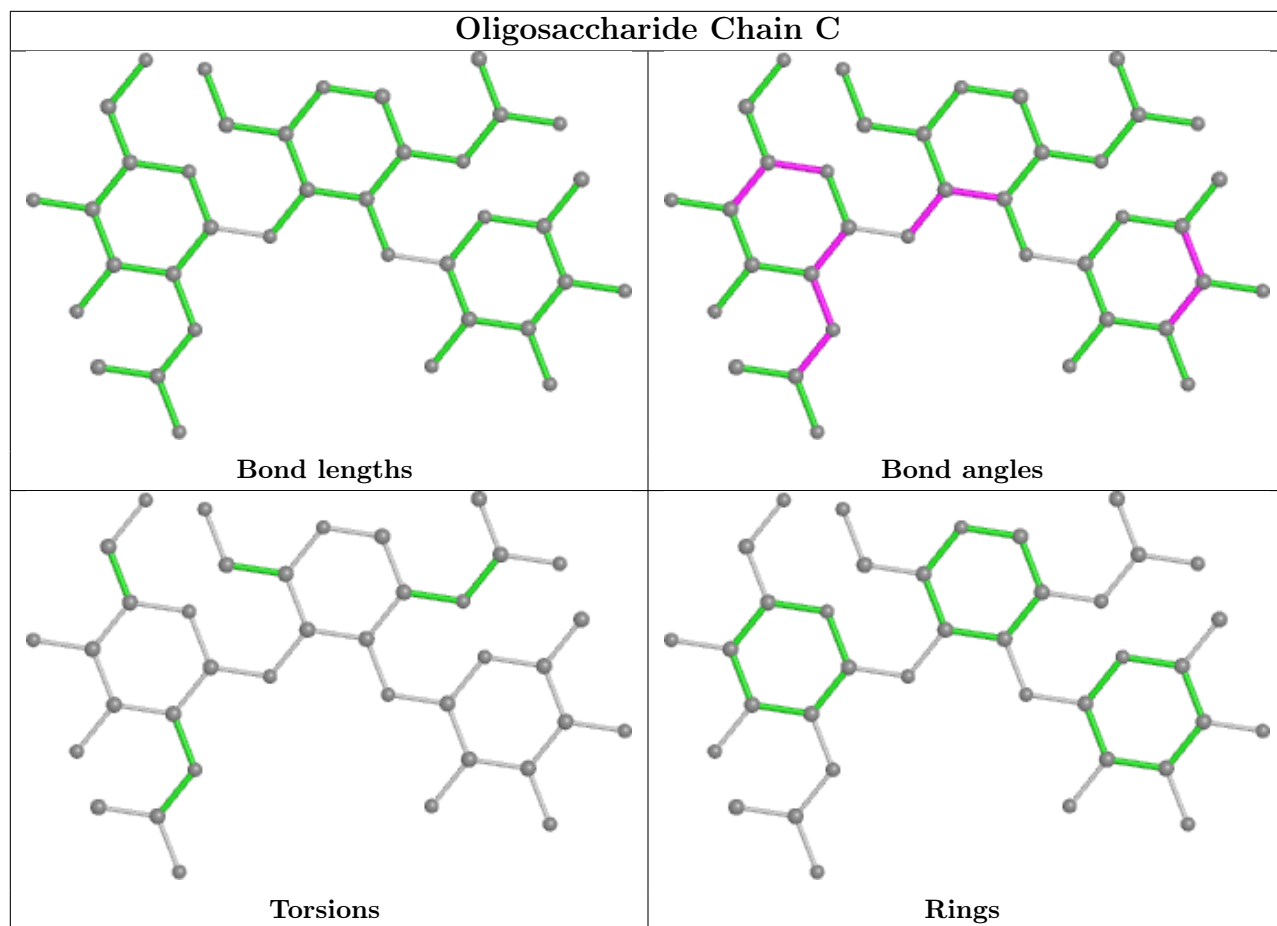 Oligosaccharide Chain C
Bond lengths
Bond angles
Torsions
Rings